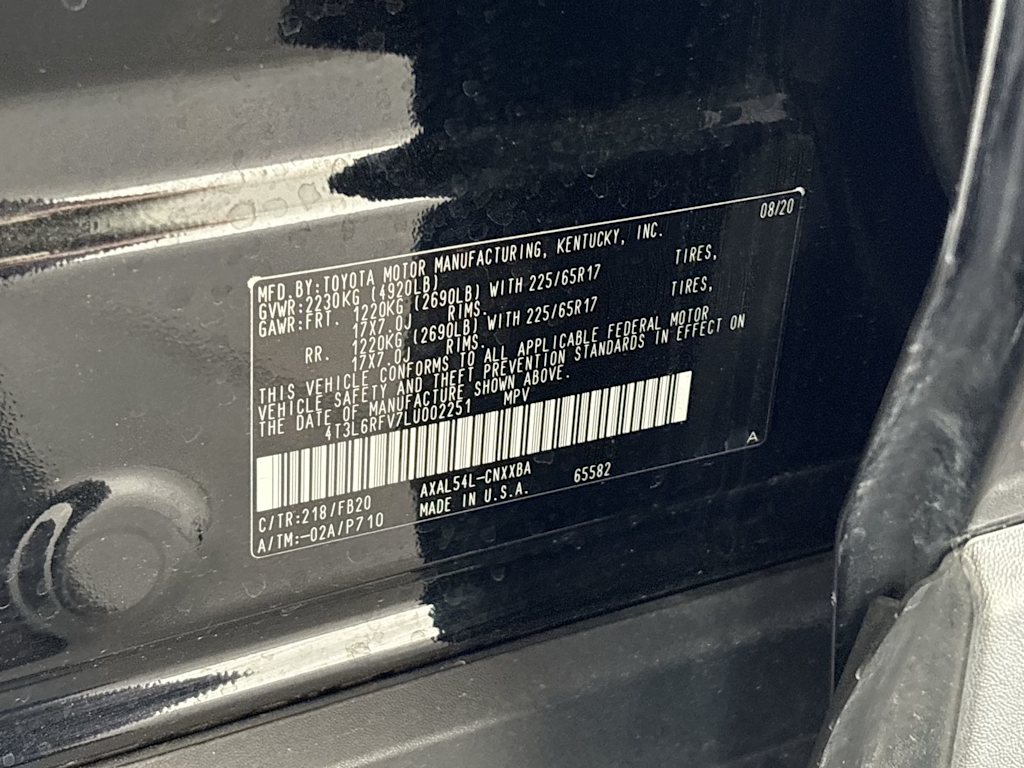 08/20
MFD. BY: TOYOTA MOTOR MANUFACTURING, KENTUCKY, INC.
GVWR: 2230KG (4920LB)
GAWR: FRT. 1220KG (2690LB) WITH 225/65R17 TIRES,
17X7.0J RIMS.
RR. 1220KG (2690LB) WITH 225/65R17 TIRES,
17X7.0J RIMS.
THIS VEHICLE CONFORMS TO ALL APPLICABLE FEDERAL MOTOR
VEHICLE SAFETY AND THEFT PREVENTION STANDARDS IN EFFECT ON
THE DATE OF MANUFACTURE SHOWN ABOVE.
4T3L6RFV7LU002251 MPV
C/TR: 218/FB20 AXAL54L-CNXXBA 65582 A
A/TM: -02A/P710 MADE IN U.S.A.